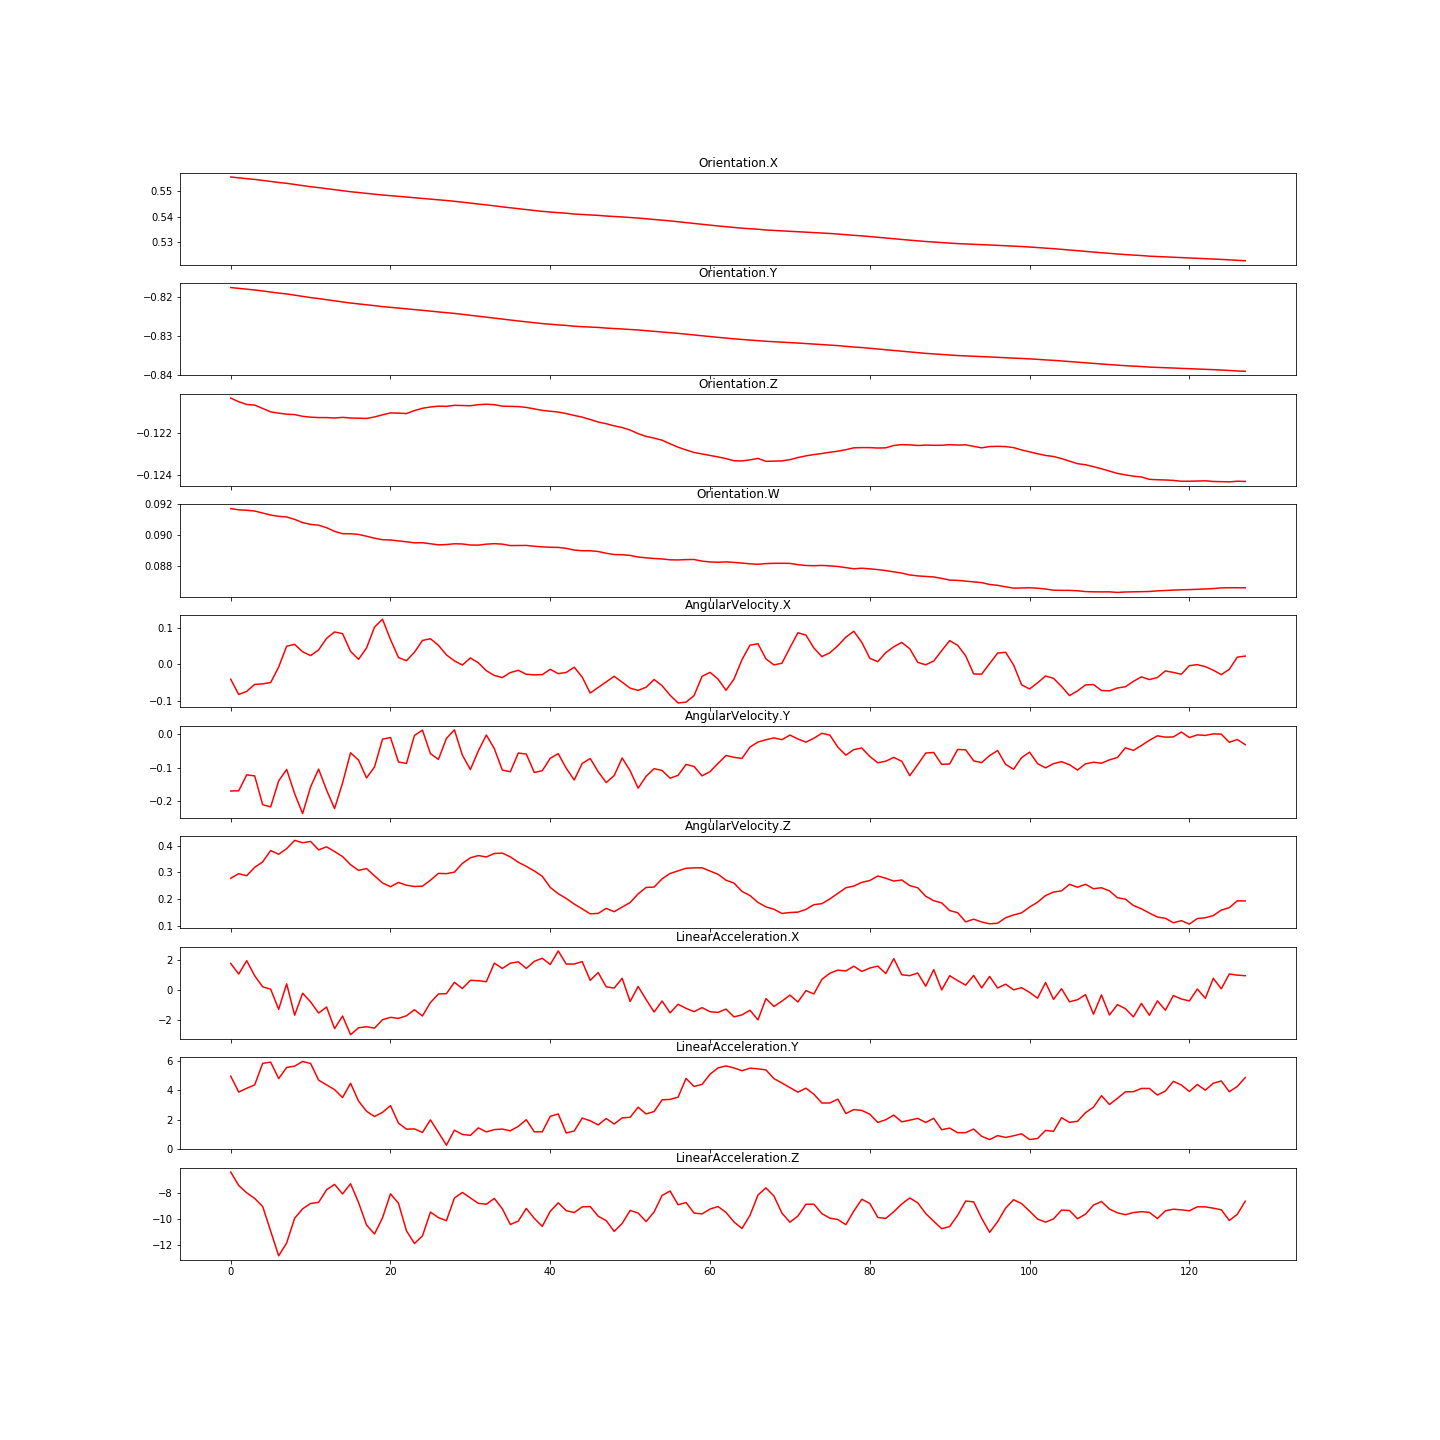 Orientation.X
0.55
0.54
0.53
Orientation.Y
−0.82
−0.83
−0.84
Orientation.Z
−0.122
−0.124
Orientation.W
0.092
0.090
0.088
AngularVelocity.X
0.1
0.0
−0.1
AngularVelocity.Y
0.0
−0.1
−0.2
AngularVelocity.Z
0.4
0.3
0.2
0.1
LinearAcceleration.X
2
0
−2
LinearAcceleration.Y
6
4
2
0
LinearAcceleration.Z
−8
−10
−12
0 20 40 60 80 100 120